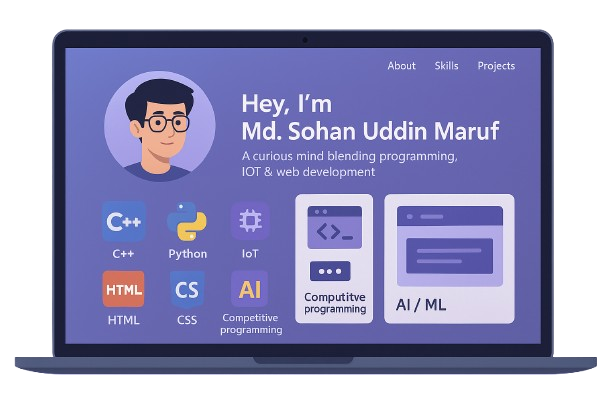 About Skills Projects
Hey, I'm
Md. Sohan Uddin Maruf
A curious mind blending programming,
IOT & web development
C++
C++
Python
IoT
HTML
HTML
CS
CSS
AI
Competitive
programming
Computitve
programming
AI / ML